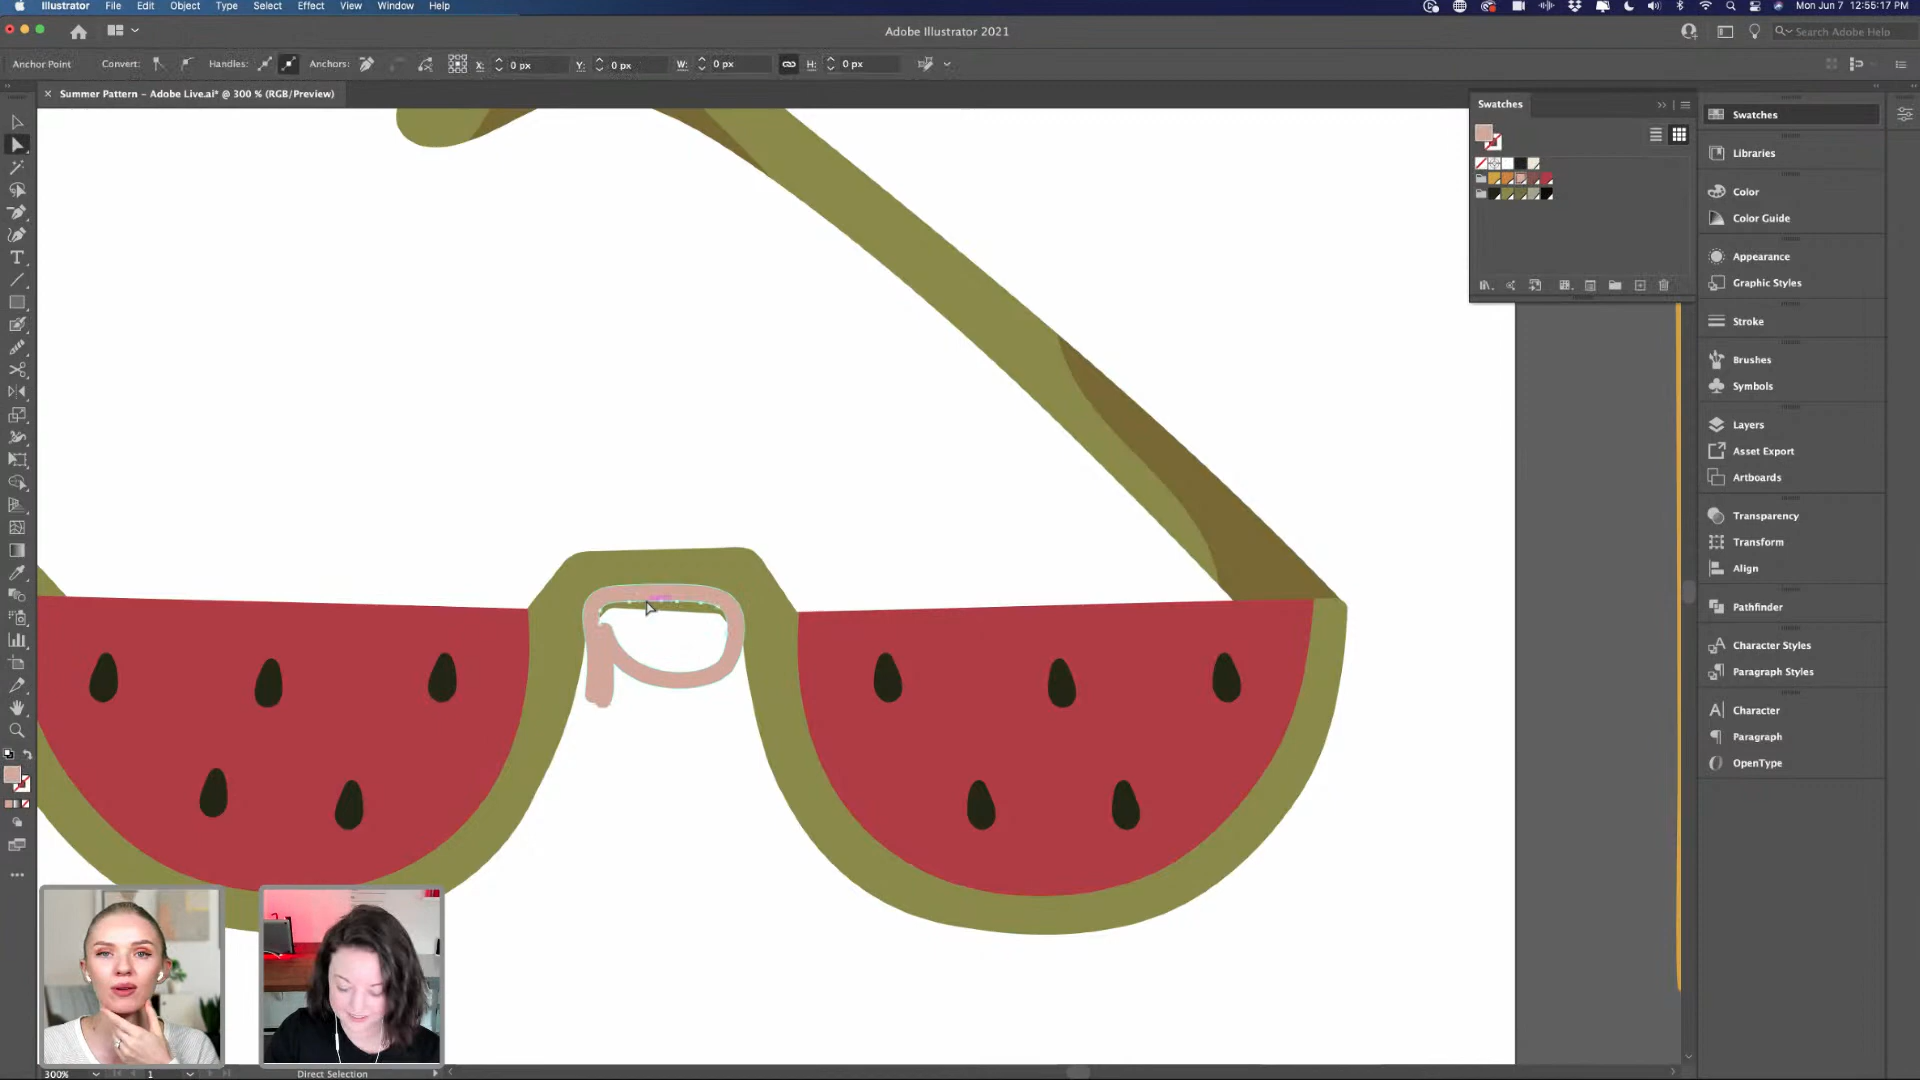 Illustrator File Edit Object Type Select Effect View Window Help Mon Jun 7 12:55:17 PM
Adobe Illustrator 2021
Search Adobe Help
Anchor Point Convert: Handles: Anchors: X: 0 px Y: 0 px W: 0 px H: 0 px
× Summer Pattern – Adobe Live.ai* @ 300 % (RGB/Preview)
Swatches
Swatches
Libraries
Color
Color Guide
Appearance
Graphic Styles
Stroke
Brushes
Symbols
Layers
Asset Export
Artboards
Transparency
Transform
Align
Pathfinder
Character Styles
Paragraph Styles
Character
Paragraph
OpenType
300% 1 Direct Selection